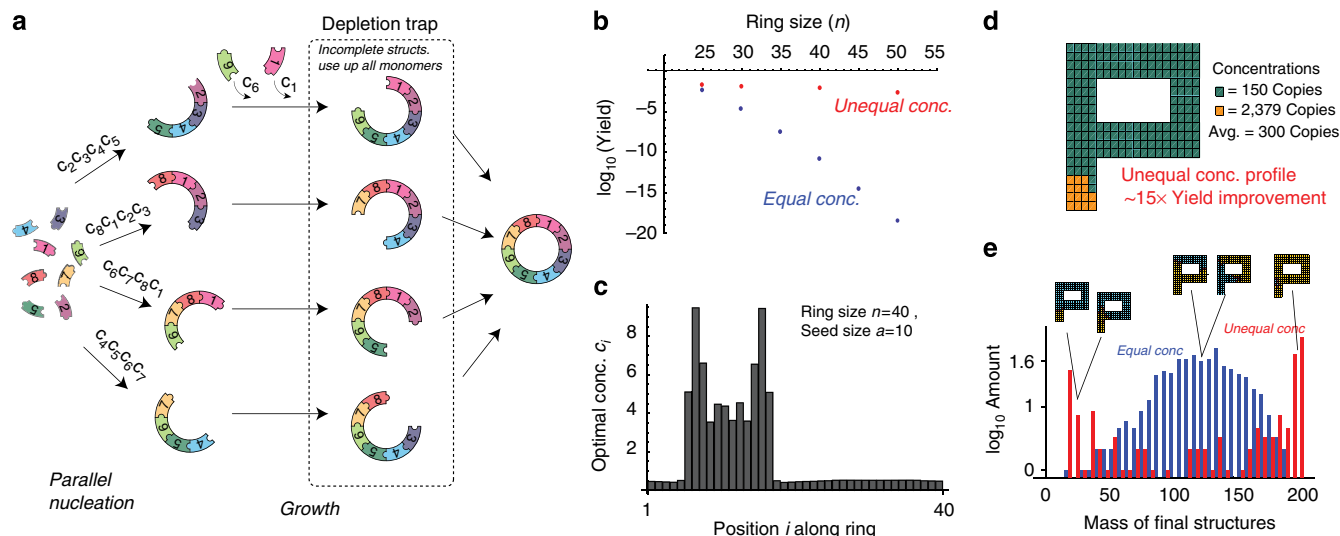 a
Depletion trap
Incomplete structs.
use up all monomers
C6 C1
C2C3C4C5
C8C1C2C3
C6C7C8C1
C4C5C6C7
Parallel
nucleation
Growth
b
Ring size (n)
25 30 35 40 45 50 55
−5
−10
−15
−20
log10 (Yield)
Unequal conc.
Equal conc.
c
Ring size n=40 ,
Seed size a=10
8
6
4
2
Optimal conc. ci
1 40
Position i along ring
d
Concentrations
= 150 Copies
= 2,379 Copies
Avg. = 300 Copies
Unequal conc. profile
~15× Yield improvement
e
Unequal conc
Equal conc
1.6
1
0
log10 Amount
0 50 100 150 200
Mass of final structures